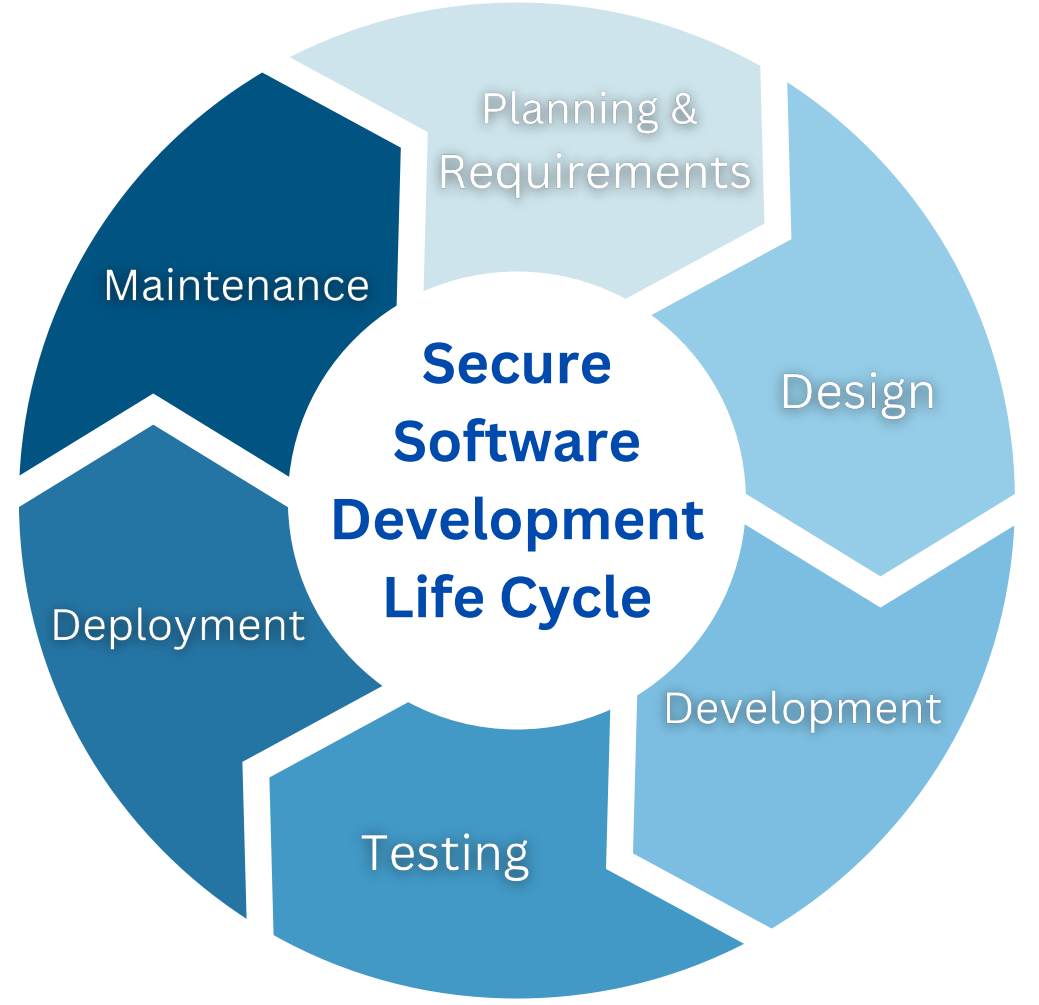 Planning &
Requirements
Design
Development
Testing
Deployment
Maintenance
Secure
Software
Development
Life Cycle